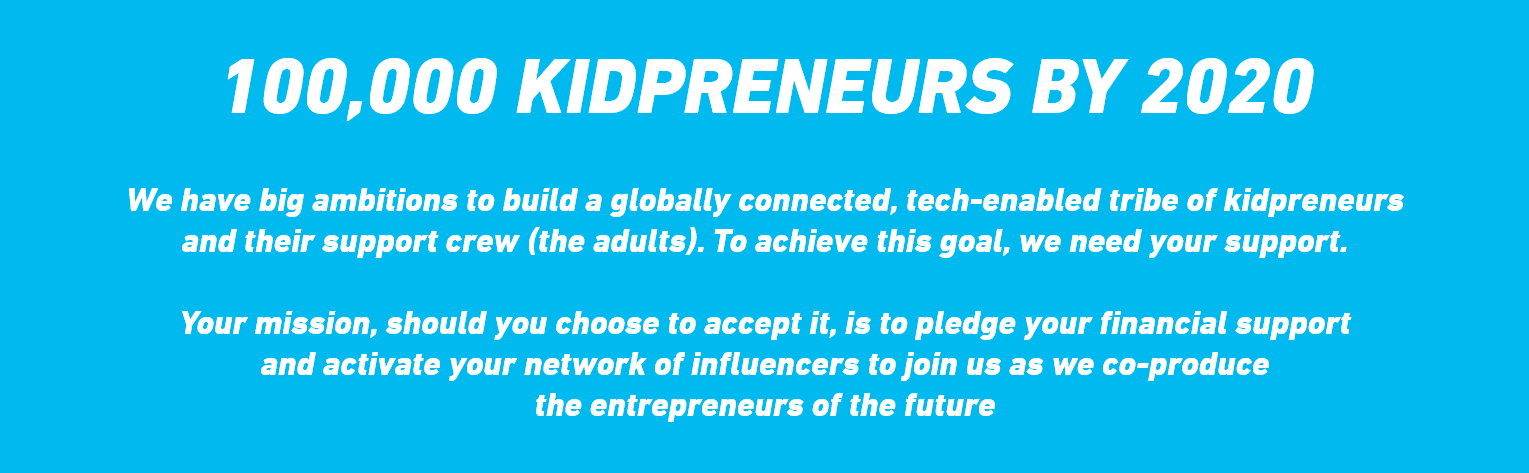 100,000 KIDPRENEURS BY 2020
We have big ambitions to build a globally connected, tech-enabled tribe of kidpreneurs
and their support crew (the adults). To achieve this goal, we need your support.
Your mission, should you choose to accept it, is to pledge your financial support
and activate your network of influencers to join us as we co-produce
the entrepreneurs of the future